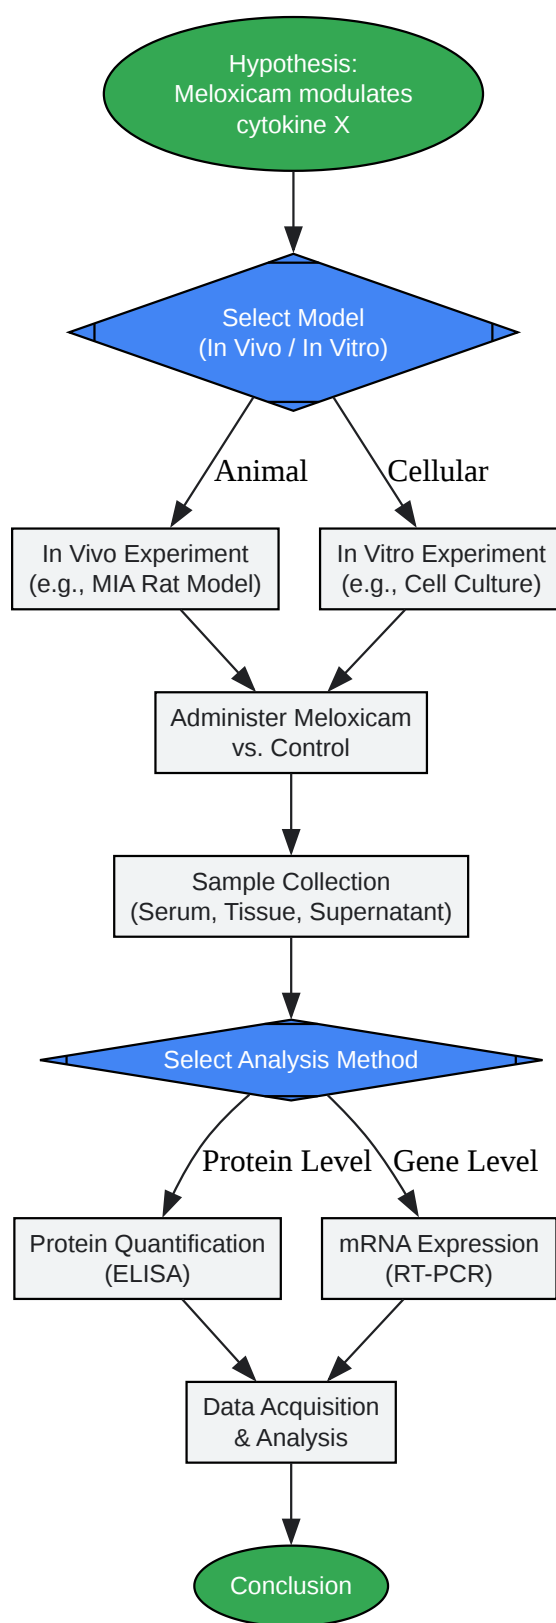 Hypothesis:
Meloxicam modulates
cytokine X
Select Model
(In Vivo / In Vitro)
Animal
Cellular
In Vivo Experiment
(e.g., MIA Rat Model)
In Vitro Experiment
(e.g., Cell Culture)
Administer Meloxicam
vs. Control
Sample Collection
(Serum, Tissue, Supernatant)
Select Analysis Method
Protein Level
Gene Level
Protein Quantification
(ELISA)
mRNA Expression
(RT-PCR)
Data Acquisition
& Analysis
Conclusion